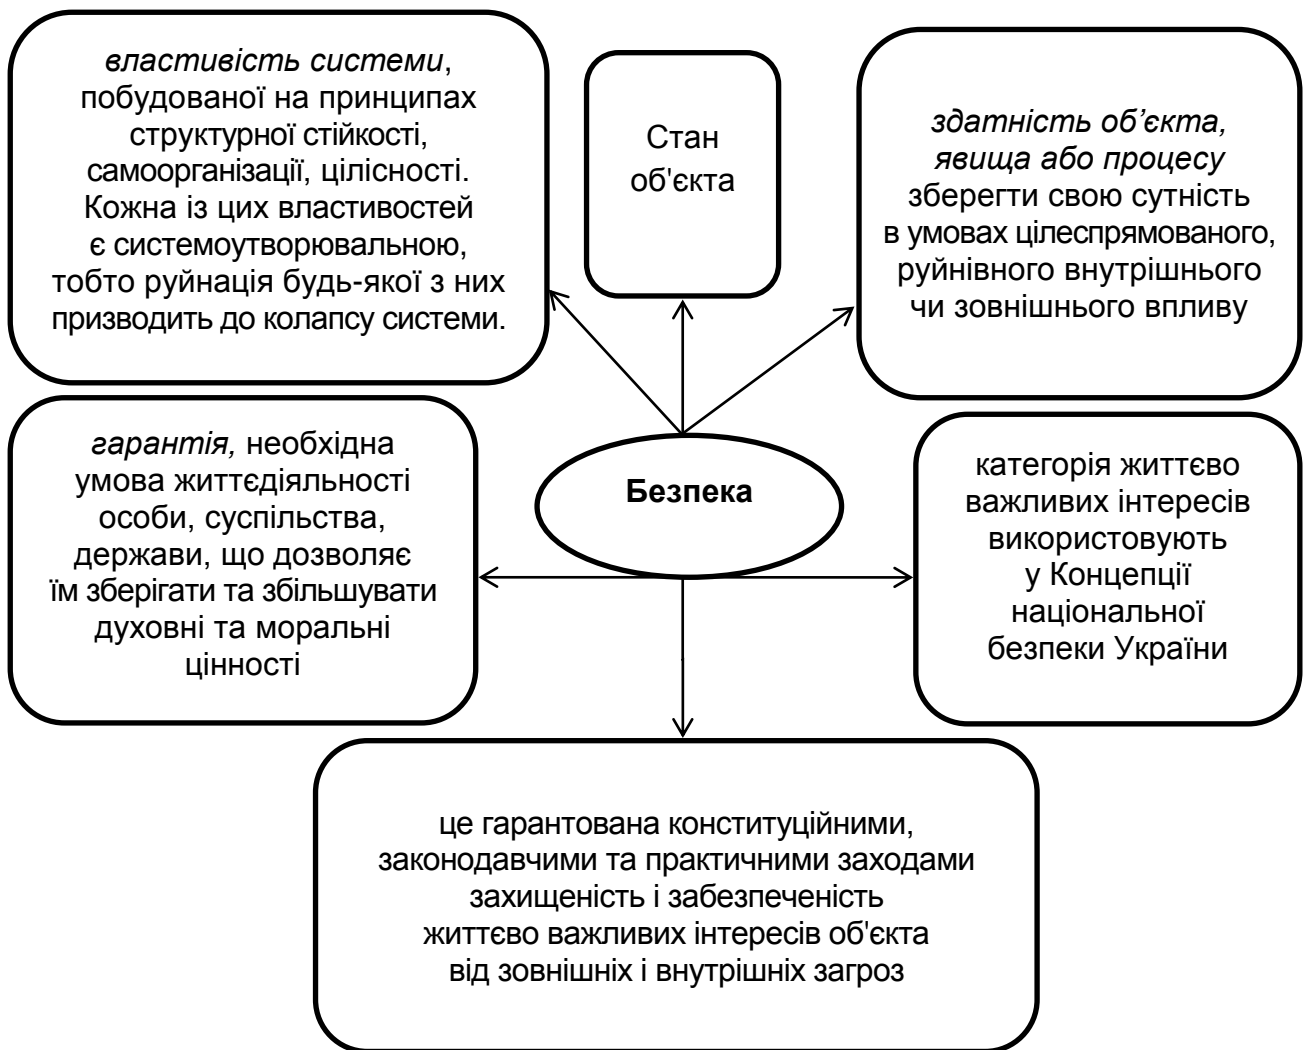 властивість системи,
побудованої на принципах
структурної стійкості,
самоорганізації, цілісності.
Кожна із цих властивостей
є системоутворювальною,
тобто руйнація будь-якої з них
призводить до колапсу системи.
Стан
об'єкта
здатність об’єкта,
явища або процесу
зберегти свою сутність
в умовах цілеспрямованого,
руйнівного внутрішнього
чи зовнішнього впливу
гарантія, необхідна
умова життєдіяльності
особи, суспільства,
держави, що дозволяє
їм зберігати та збільшувати
духовні та моральні
цінності
Безпека
категорія життєво
важливих інтересів
використовують
у Концепції
національної
безпеки України
це гарантована конституційними,
законодавчими та практичними заходами
захищеність і забезпеченість
життєво важливих інтересів об'єкта
від зовнішніх і внутрішніх загроз